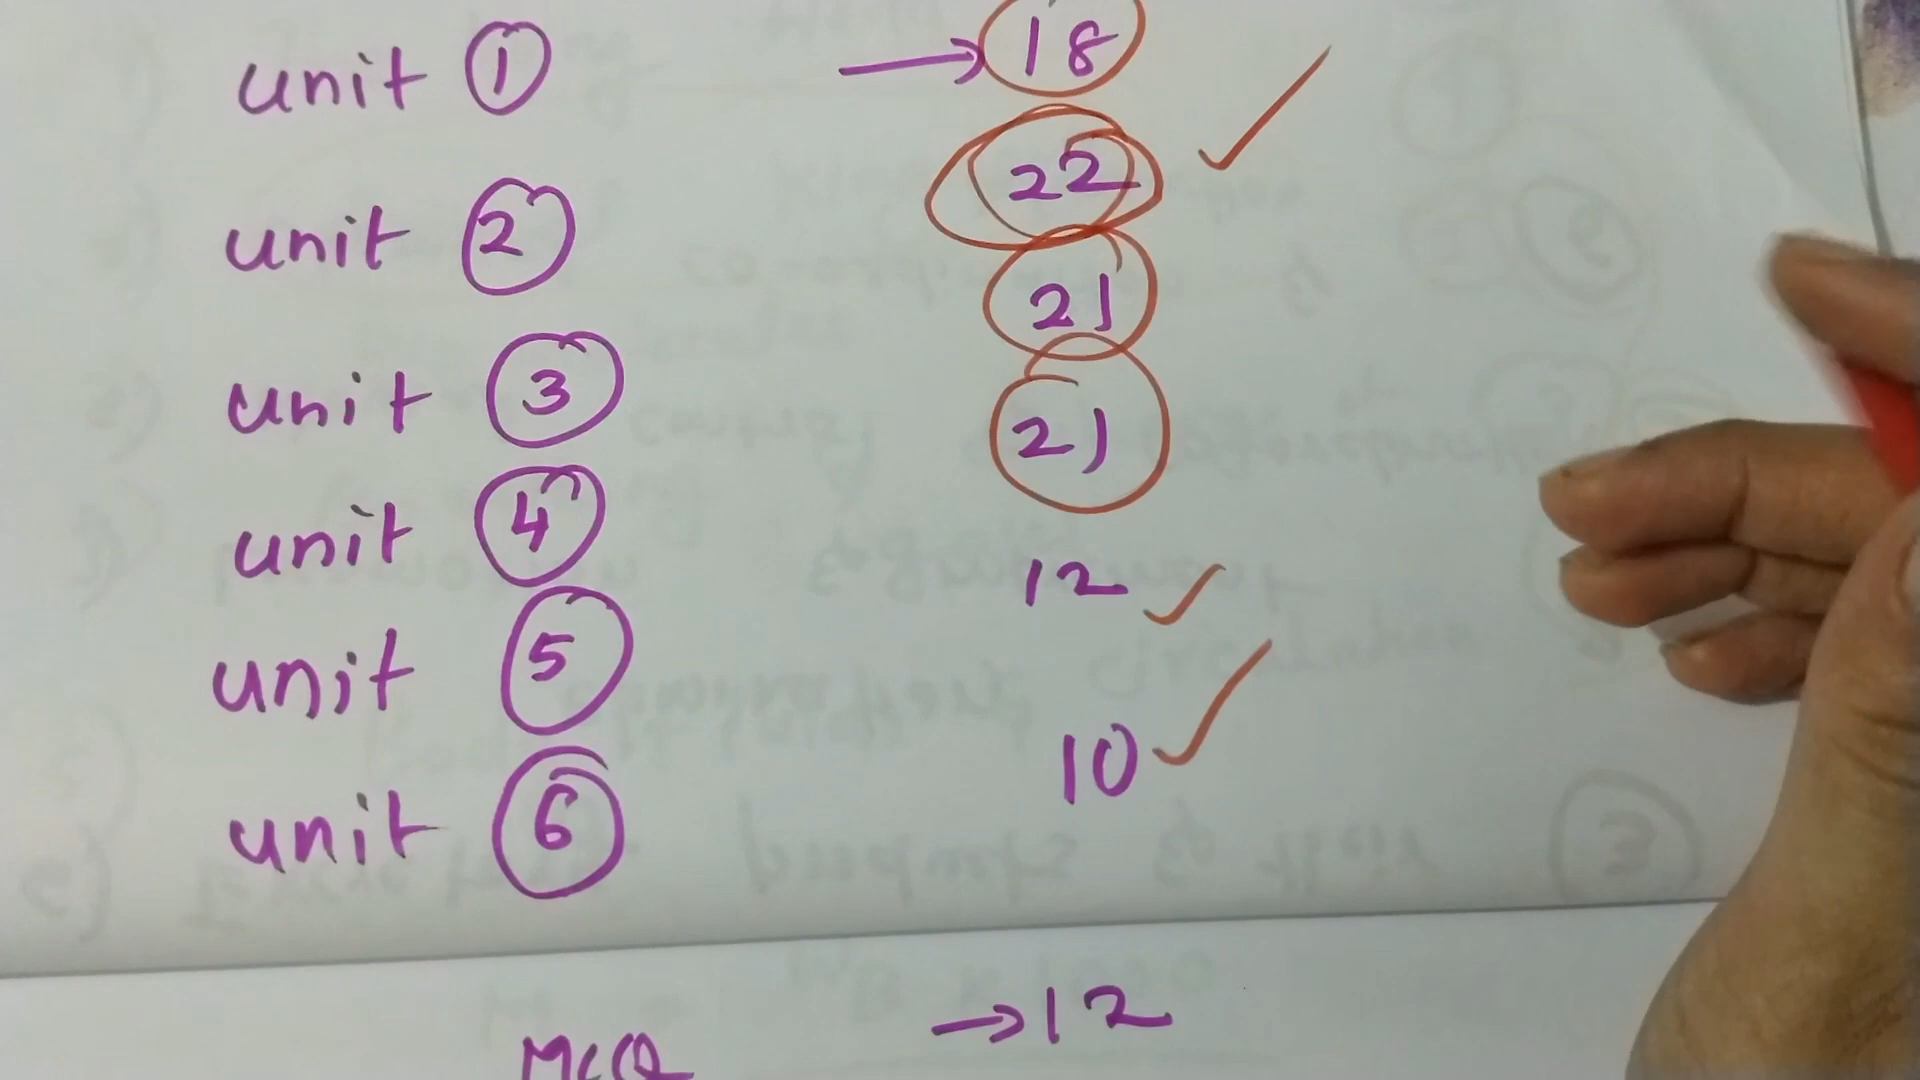 unit 1 → 18
unit 2 22
unit 3 21
unit 4 21
unit 5 12
unit 6 10
MCQ → 12